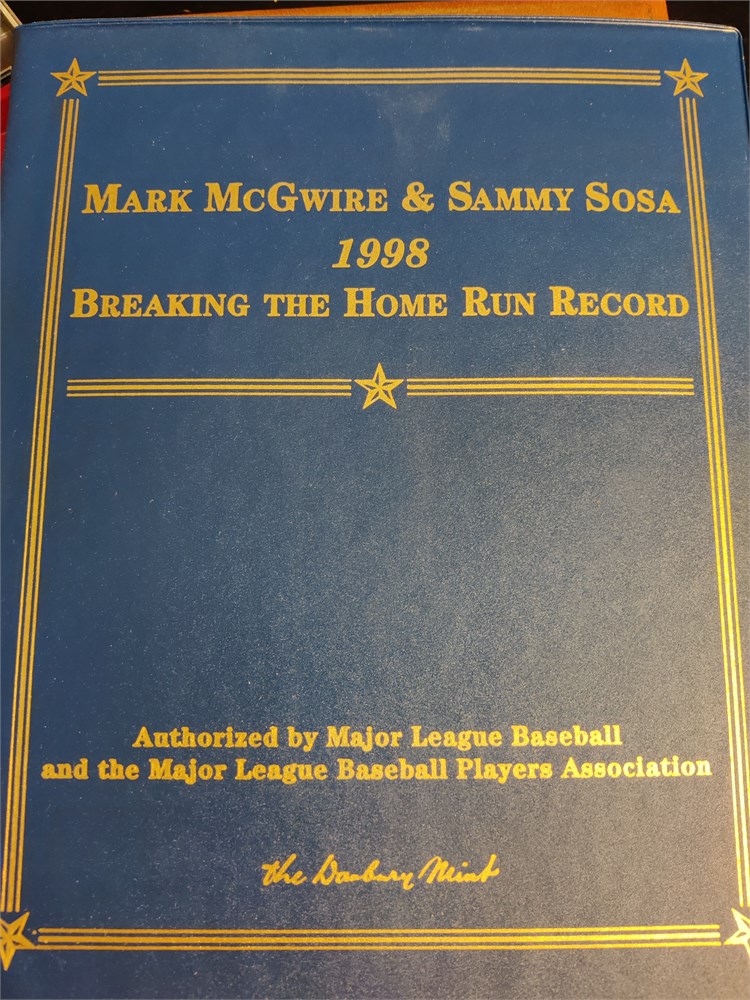 MARK MCGWIRE & SAMMY SOSA
1998
BREAKING THE HOME RUN RECORD
Authorized by Major League Baseball
and the Major League Baseball Players Association
the Danbury Mint